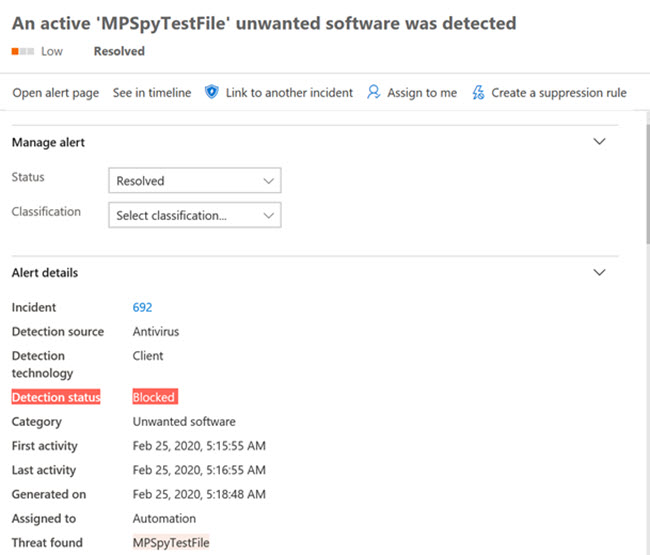 An active 'MPSpyTestFile' unwanted software was detected
Low Resolved
Open alert page See in timeline Link to another incident Assign to me Create a suppression rule
Manage alert
Status Resolved
Classification Select classification...
Alert details
Incident 692
Detection source Antivirus
Detection Client
technology
Detection status Blocked
Category Unwanted software
First activity Feb 25, 2020, 5:15:55 AM
Last activity Feb 25, 2020, 5:16:55 AM
Generated on Feb 25, 2020, 5:18:48 AM
Assigned to Automation
Threat found MPSpyTestFile